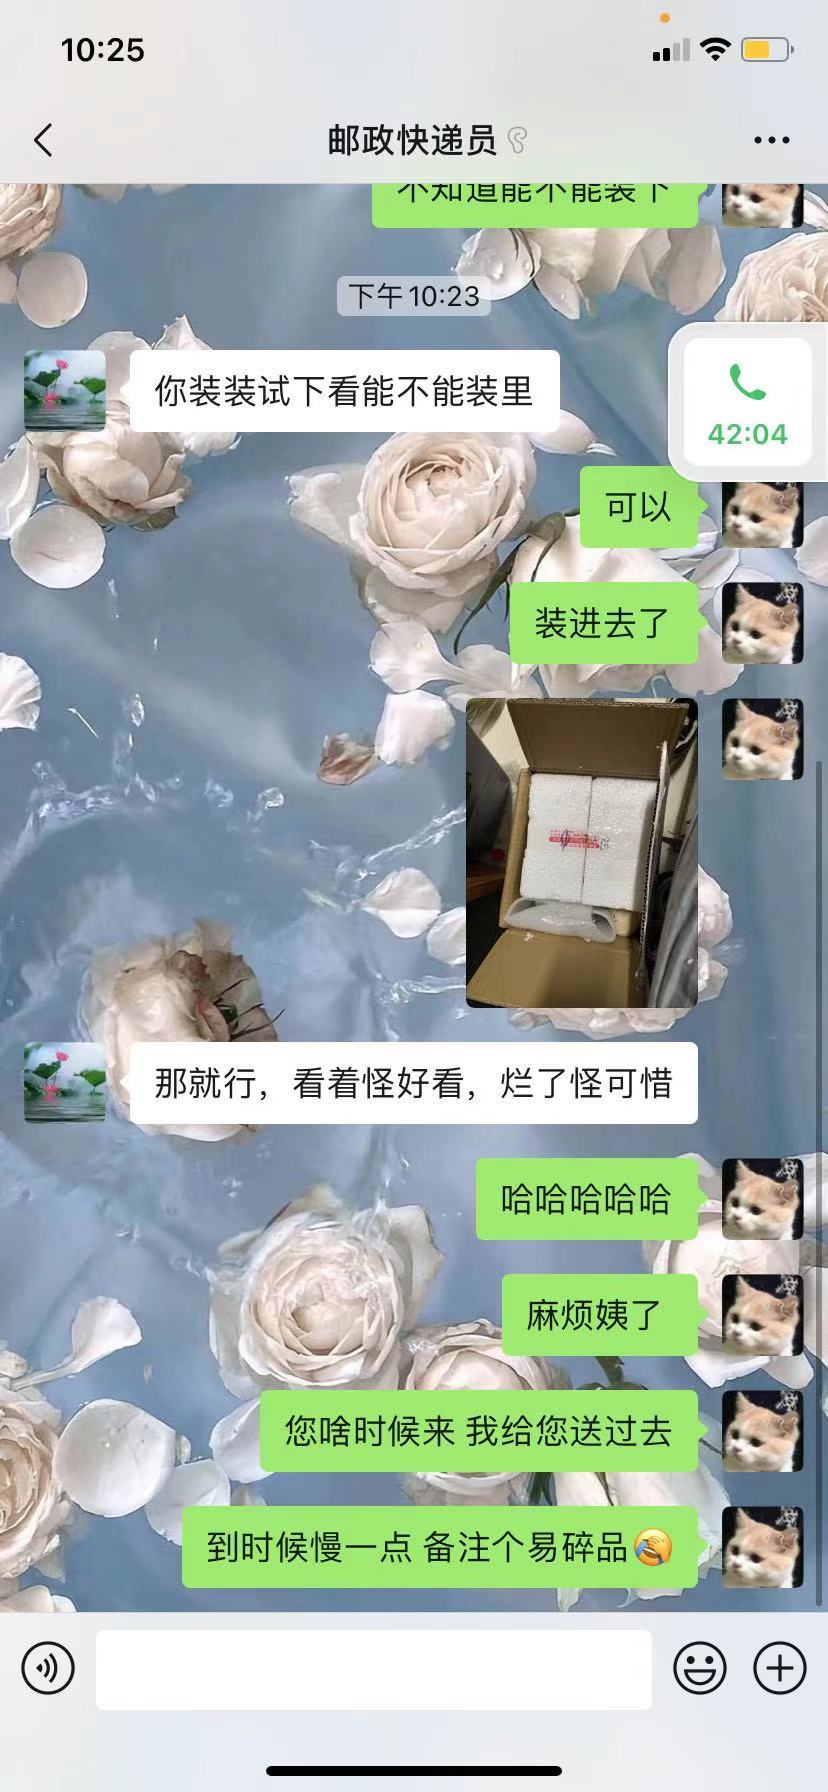 10:25
邮政快递员
不知道能不能装下
下午10:23
你装装试下看能不能装里
42:04
可以
装进去了
那就行，看着怪好看，烂了怪可惜
哈哈哈哈哈
麻烦姨了
您啥时候来 我给您送过去
到时候慢一点 备注个易碎品